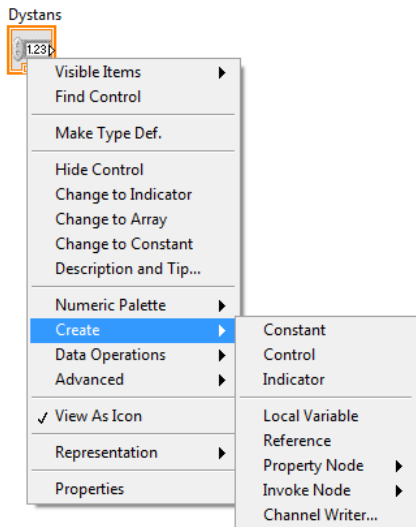 Dystans
1.23
Visible Items
Find Control
Make Type Def.
Hide Control
Change to Indicator
Change to Array
Change to Constant
Description and Tip...
Numeric Palette
Create
Data Operations
Advanced
View As Icon
Representation
Properties
Constant
Control
Indicator
Local Variable
Reference
Property Node
Invoke Node
Channel Writer...